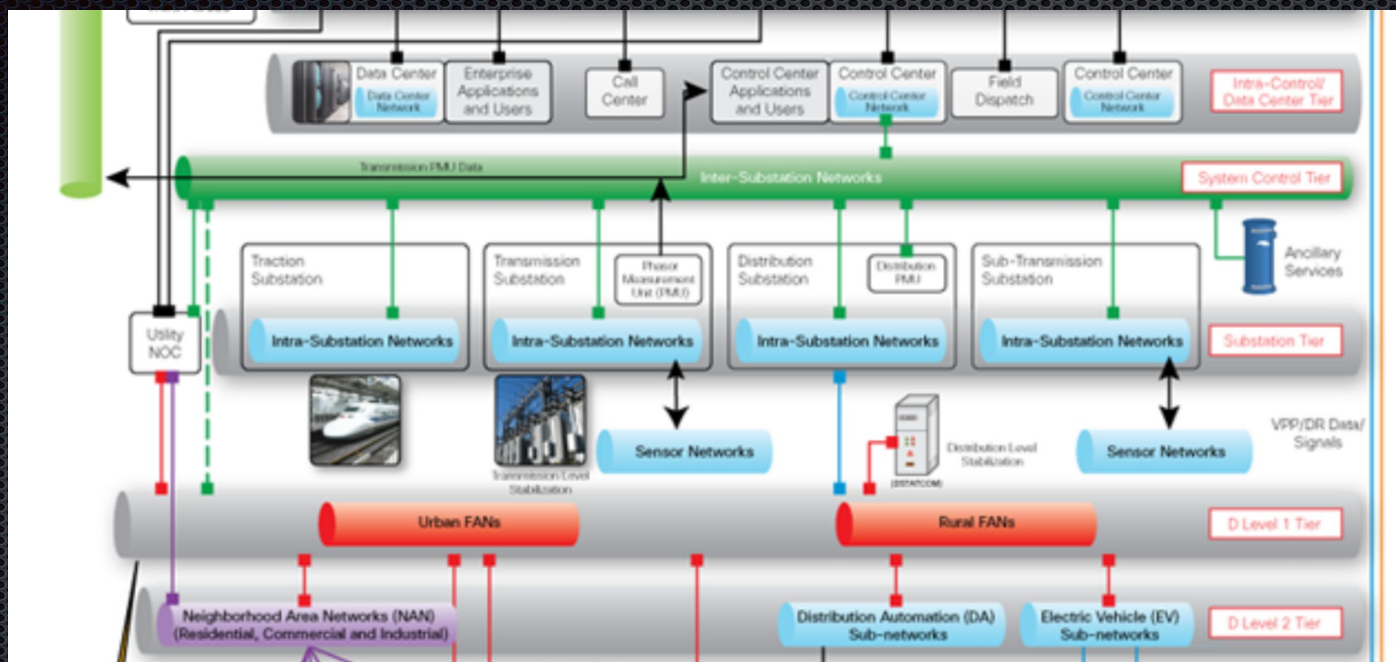 Data Center
Data Center
Network
Enterprise
Applications
and Users
Call
Center
Control Center
Applications
and Users
Control Center
Control Center
Network
Field
Dispatch
Control Center
Control Center
Network
Intra-Control/
Data Center Tier
Transmission PMU Data
Inter-Substation Networks
System Control Tier
Traction
Substation
Transmission
Substation
Phasor
Measurement
Unit (PMU)
Distribution
Substation
Distribution
PMU
Sub-Transmission
Substation
Ancillary
Services
Utility
NOC
Intra-Substation Networks
Intra-Substation Networks
Intra-Substation Networks
Intra-Substation Networks
Substation Tier
Sensor Networks
Sensor Networks
VPP/DR Data/
Signals
Transmission Level
Stabilization
Distribution Level
Stabilization
(DSTATCOM)
Urban FANs
Rural FANs
D Level 1 Tier
Neighborhood Area Networks (NAN)
(Residential, Commercial and Industrial)
Distribution Automation (DA)
Sub-networks
Electric Vehicle (EV)
Sub-networks
D Level 2 Tier